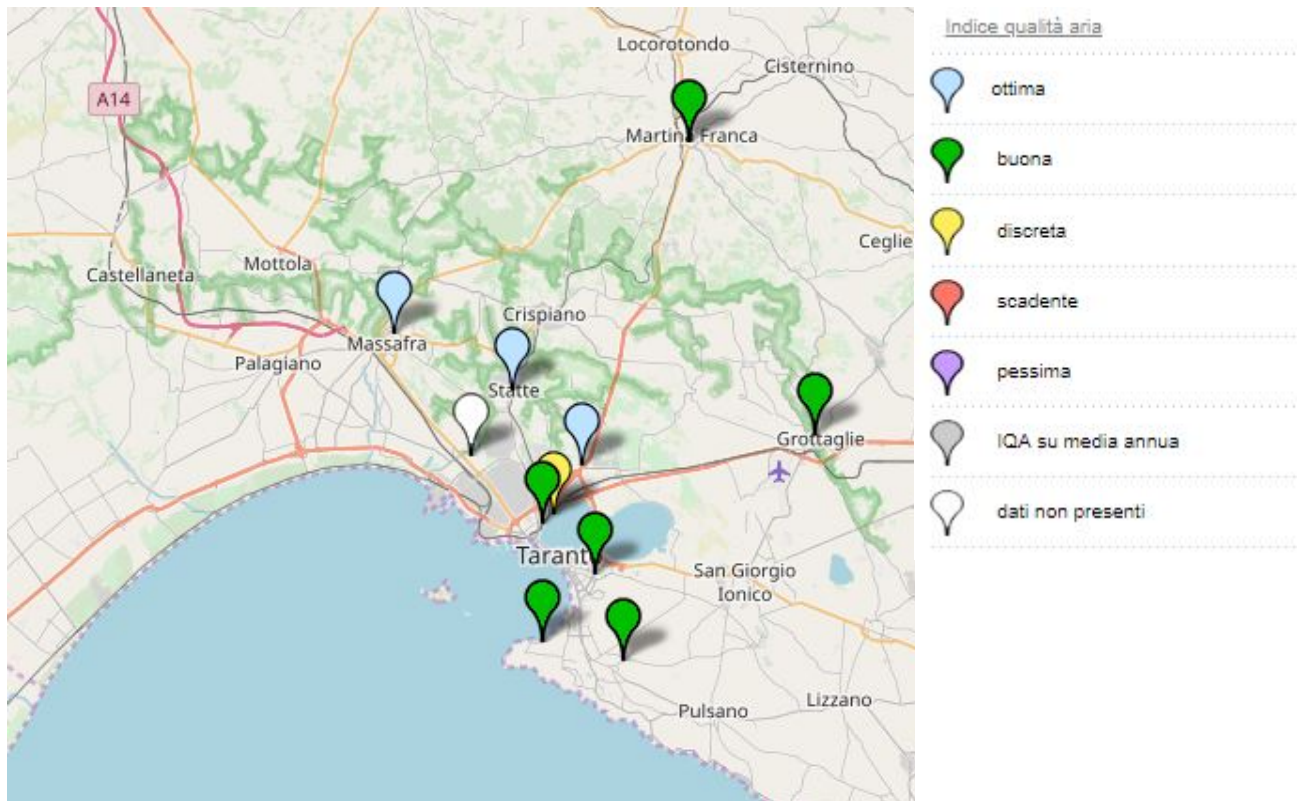 Locorotondo
Cisternino
A14
Martina Franca
Ceglie
Mottola
Castellaneta
Crispiano
Massafra
Palagiano
Statte
Grottaglie
Taranto
San Giorgio
Ionico
Lizzano
Pulsano
Indice qualità aria
ottima
buona
discreta
scadente
pessima
IQA su media annua
dati non presenti